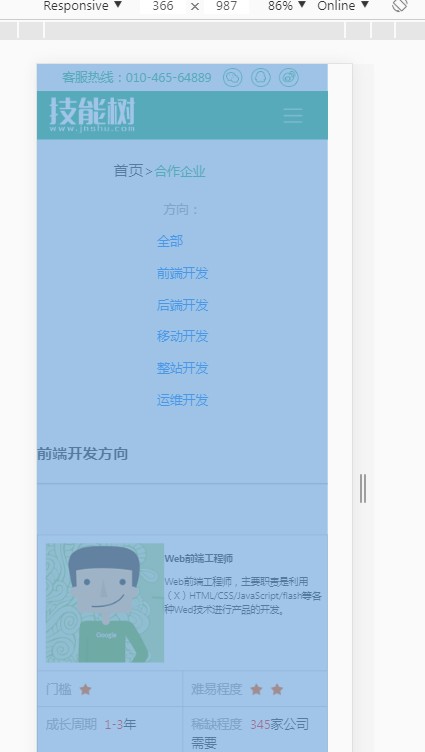 Responsive ▼ 366 × 987 86% ▼ Online ▼
客服热线：010-465-64889
技能树
www.jnshu.com
首页>合作企业
方向：
全部
前端开发
后端开发
移动开发
整站开发
运维开发
前端开发方向
Web前端工程师
Web前端工程师，主要职责是利用
（X）HTML/CSS/JavaScript/flash等各
种Wed技术进行产品的开发。
Google
门槛 ★ 难易程度 ★ ★
成长周期 1-3年 稀缺程度 345家公司
需要